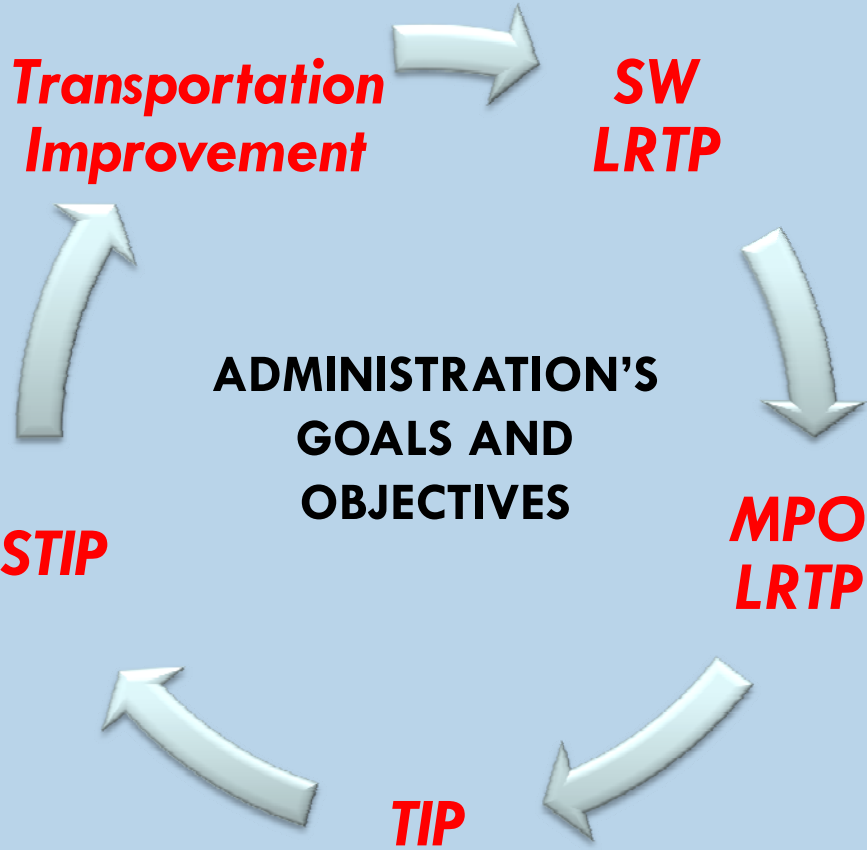 Transportation
Improvement
SW
LRTP
ADMINISTRATION’S
GOALS AND
OBJECTIVES
MPO
LRTP
STIP
TIP